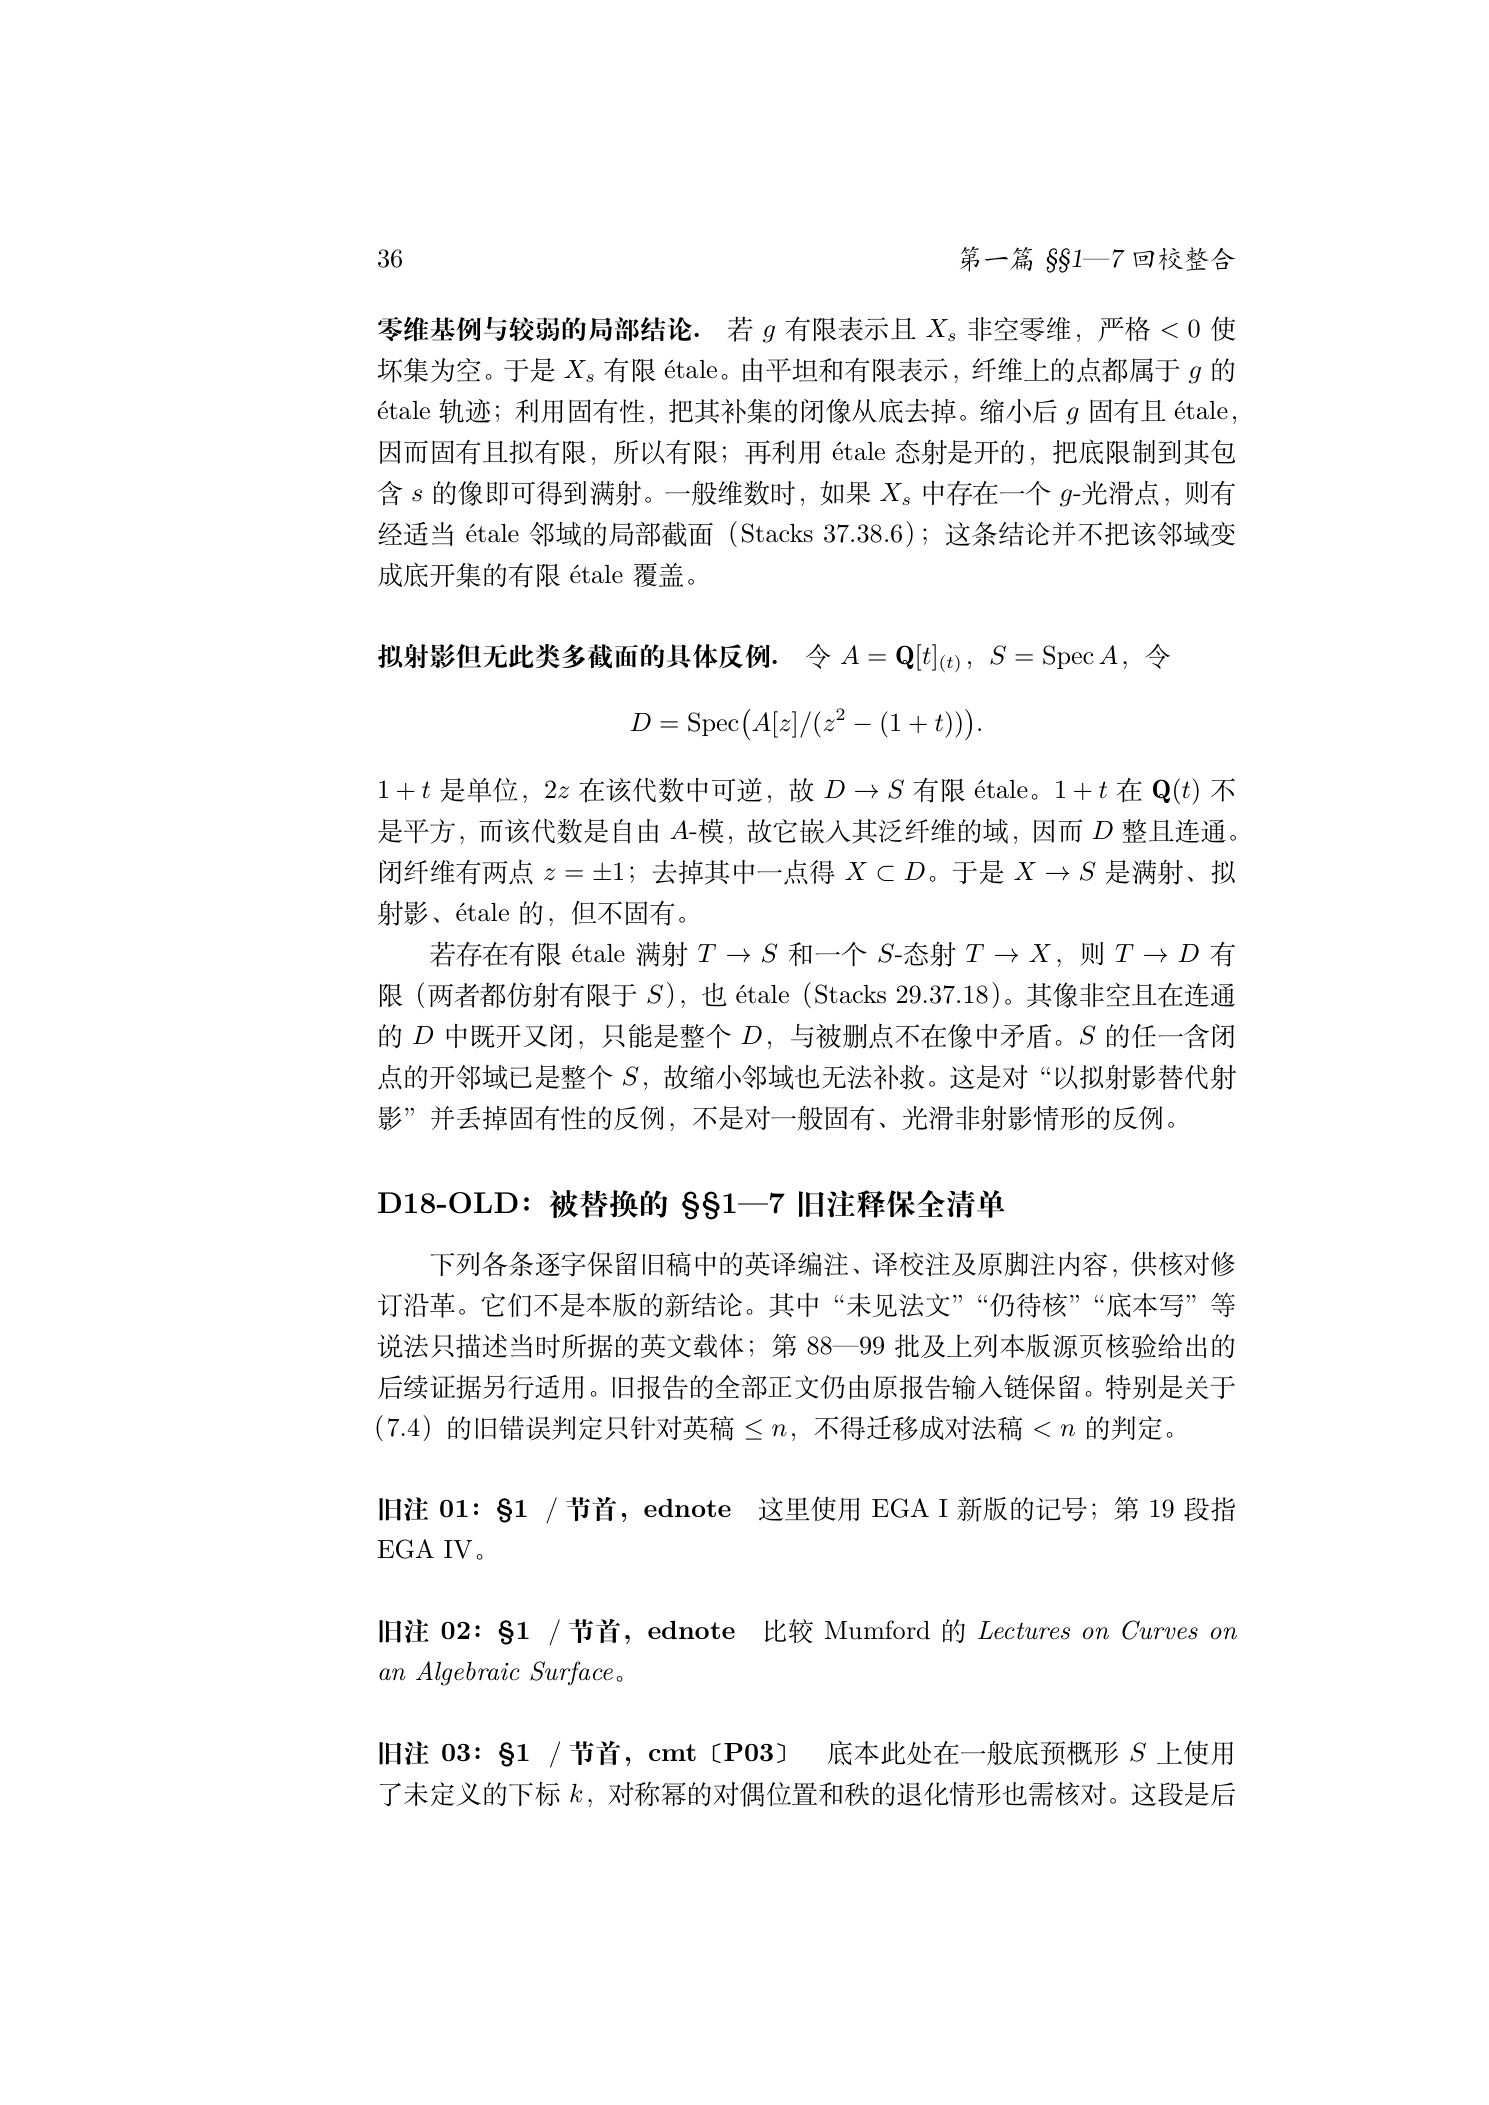 36 第一篇 §§1—7 回校整合
零维基例与较弱的局部结论. 若 g 有限表示且 X_s 非空零维，严格 < 0 使
坏集为空。于是 X_s 有限 étale。由平坦和有限表示，纤维上的点都属于 g 的
étale 轨迹；利用固有性，把其补集的闭像从底去掉。缩小后 g 固有且 étale，
因而固有且拟有限，所以有限；再利用 étale 态射是开的，把底限制到其包
含 s 的像即可得到满射。一般维数时，如果 X_s 中存在一个 g-光滑点，则有
经适当 étale 邻域的局部截面（Stacks 37.38.6）；这条结论并不把该邻域变
成底开集的有限 étale 覆盖。
拟射影但无此类多截面的具体反例. 令 A = Q[t]_(t)，S = Spec A，令
D = Spec(A[z]/(z² − (1 + t))).
1 + t 是单位，2z 在该代数中可逆，故 D → S 有限 étale。1 + t 在 Q(t) 不
是平方，而该代数是自由 A-模，故它嵌入其泛纤维的域，因而 D 整且连通。
闭纤维有两点 z = ±1；去掉其中一点得 X ⊂ D。于是 X → S 是满射、拟
射影、étale 的，但不固有。
若存在有限 étale 满射 T → S 和一个 S-态射 T → X，则 T → D 有
限（两者都仿射有限于 S），也 étale（Stacks 29.37.18）。其像非空且在连通
的 D 中既开又闭，只能是整个 D，与被删点不在像中矛盾。S 的任一含闭
点的开邻域已是整个 S，故缩小邻域也无法补救。这是对“以拟射影替代射
影”并丢掉固有性的反例，不是对一般固有、光滑非射影情形的反例。
D18-OLD：被替换的 §§1—7 旧注释保全清单
下列各条逐字保留旧稿中的英译编注、译校注及原脚注内容，供核对修
订沿革。它们不是本版的新结论。其中“未见法文”“仍待核”“底本写”等
说法只描述当时所据的英文载体；第 88—99 批及上列本版源页核验给出的
后续证据另行适用。旧报告的全部正文仍由原报告输入链保留。特别是关于
（7.4）的旧错误判定只针对英稿 ≤ n，不得迁移成对法稿 < n 的判定。
旧注 01：§1 / 节首，ednote 这里使用 EGA I 新版的记号；第 19 段指
EGA IV。
旧注 02：§1 / 节首，ednote 比较 Mumford 的 Lectures on Curves on
an Algebraic Surface。
旧注 03：§1 / 节首，cmt〔P03〕 底本此处在一般底预概形 S 上使用
了未定义的下标 k，对称幂的对偶位置和秩的退化情形也需核对。这段是后